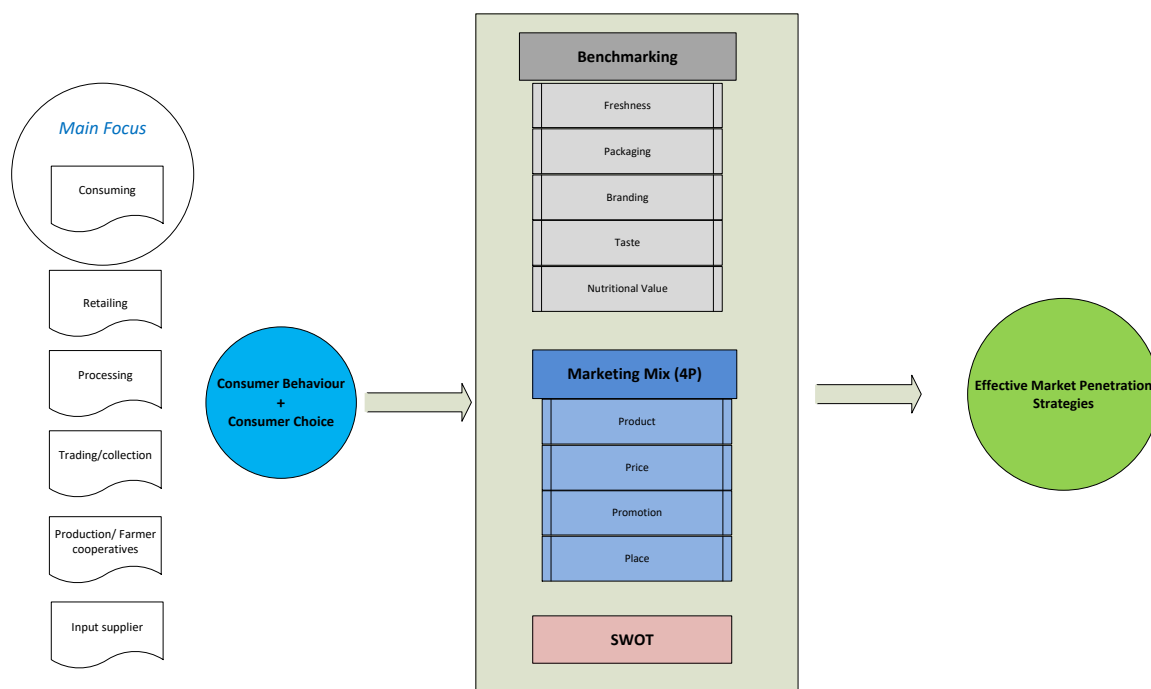 Main Focus
Consuming
Retailing
Processing
Trading/collection
Production/ Farmer
cooperatives
Input supplier
Consumer Behaviour
+
Consumer Choice
Benchmarking
Freshness
Packaging
Branding
Taste
Nutritional Value
Marketing Mix (4P)
Product
Price
Promotion
Place
SWOT
Effective Market Penetration
Strategies